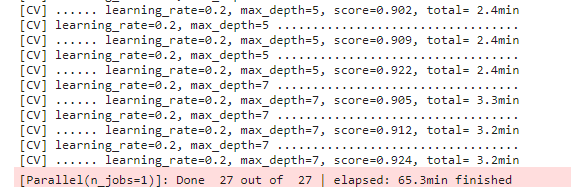 [CV] ...... learning_rate=0.2, max_depth=5, score=0.902, total= 2.4min
[CV] learning_rate=0.2, max_depth=5 ..................................
[CV] ...... learning_rate=0.2, max_depth=5, score=0.909, total= 2.4min
[CV] learning_rate=0.2, max_depth=5 ..................................
[CV] ...... learning_rate=0.2, max_depth=5, score=0.922, total= 2.4min
[CV] learning_rate=0.2, max_depth=7 ..................................
[CV] ...... learning_rate=0.2, max_depth=7, score=0.905, total= 3.3min
[CV] learning_rate=0.2, max_depth=7 ..................................
[CV] ...... learning_rate=0.2, max_depth=7, score=0.912, total= 3.2min
[CV] learning_rate=0.2, max_depth=7 ..................................
[CV] ...... learning_rate=0.2, max_depth=7, score=0.924, total= 3.2min
[Parallel(n_jobs=1)]: Done  27 out of  27 | elapsed: 65.3min finished